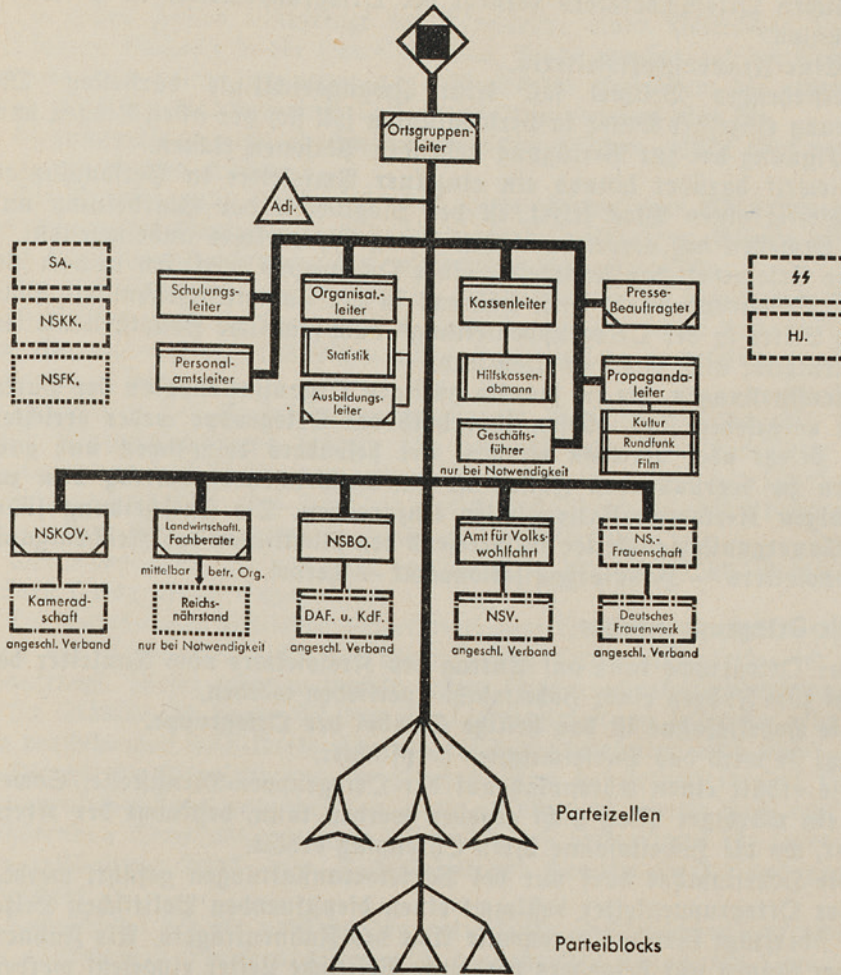 Ortsgruppen-
leiter
Adj.
SA.
NSKK.
NSFK.
Schulungs-
leiter
Personal-
amtsleiter
Organisat.-
leiter
Statistik
Ausbildungs-
leiter
Kassenleiter
Hilfskassen-
obmann
Geschäfts-
führer
nur bei Notwendigkeit
Presse-
Beauftragter
Propaganda-
leiter
Kultur
Rundfunk
Film
ϟϟ
HJ.
NSKOV.
Landwirtschaftl.
Fachberater
NSBO.
Amt für Volks-
wohlfahrt
NS.-
Frauenschaft
mittelbar betr. Org.
Kamerad-
schaft
angeschl. Verband
Reichs-
nährstand
nur bei Notwendigkeit
DAF. u. KdF.
angeschl. Verband
NSV.
angeschl. Verband
Deutsches
Frauenwerk
angeschl. Verband
Parteizellen
Parteiblocks